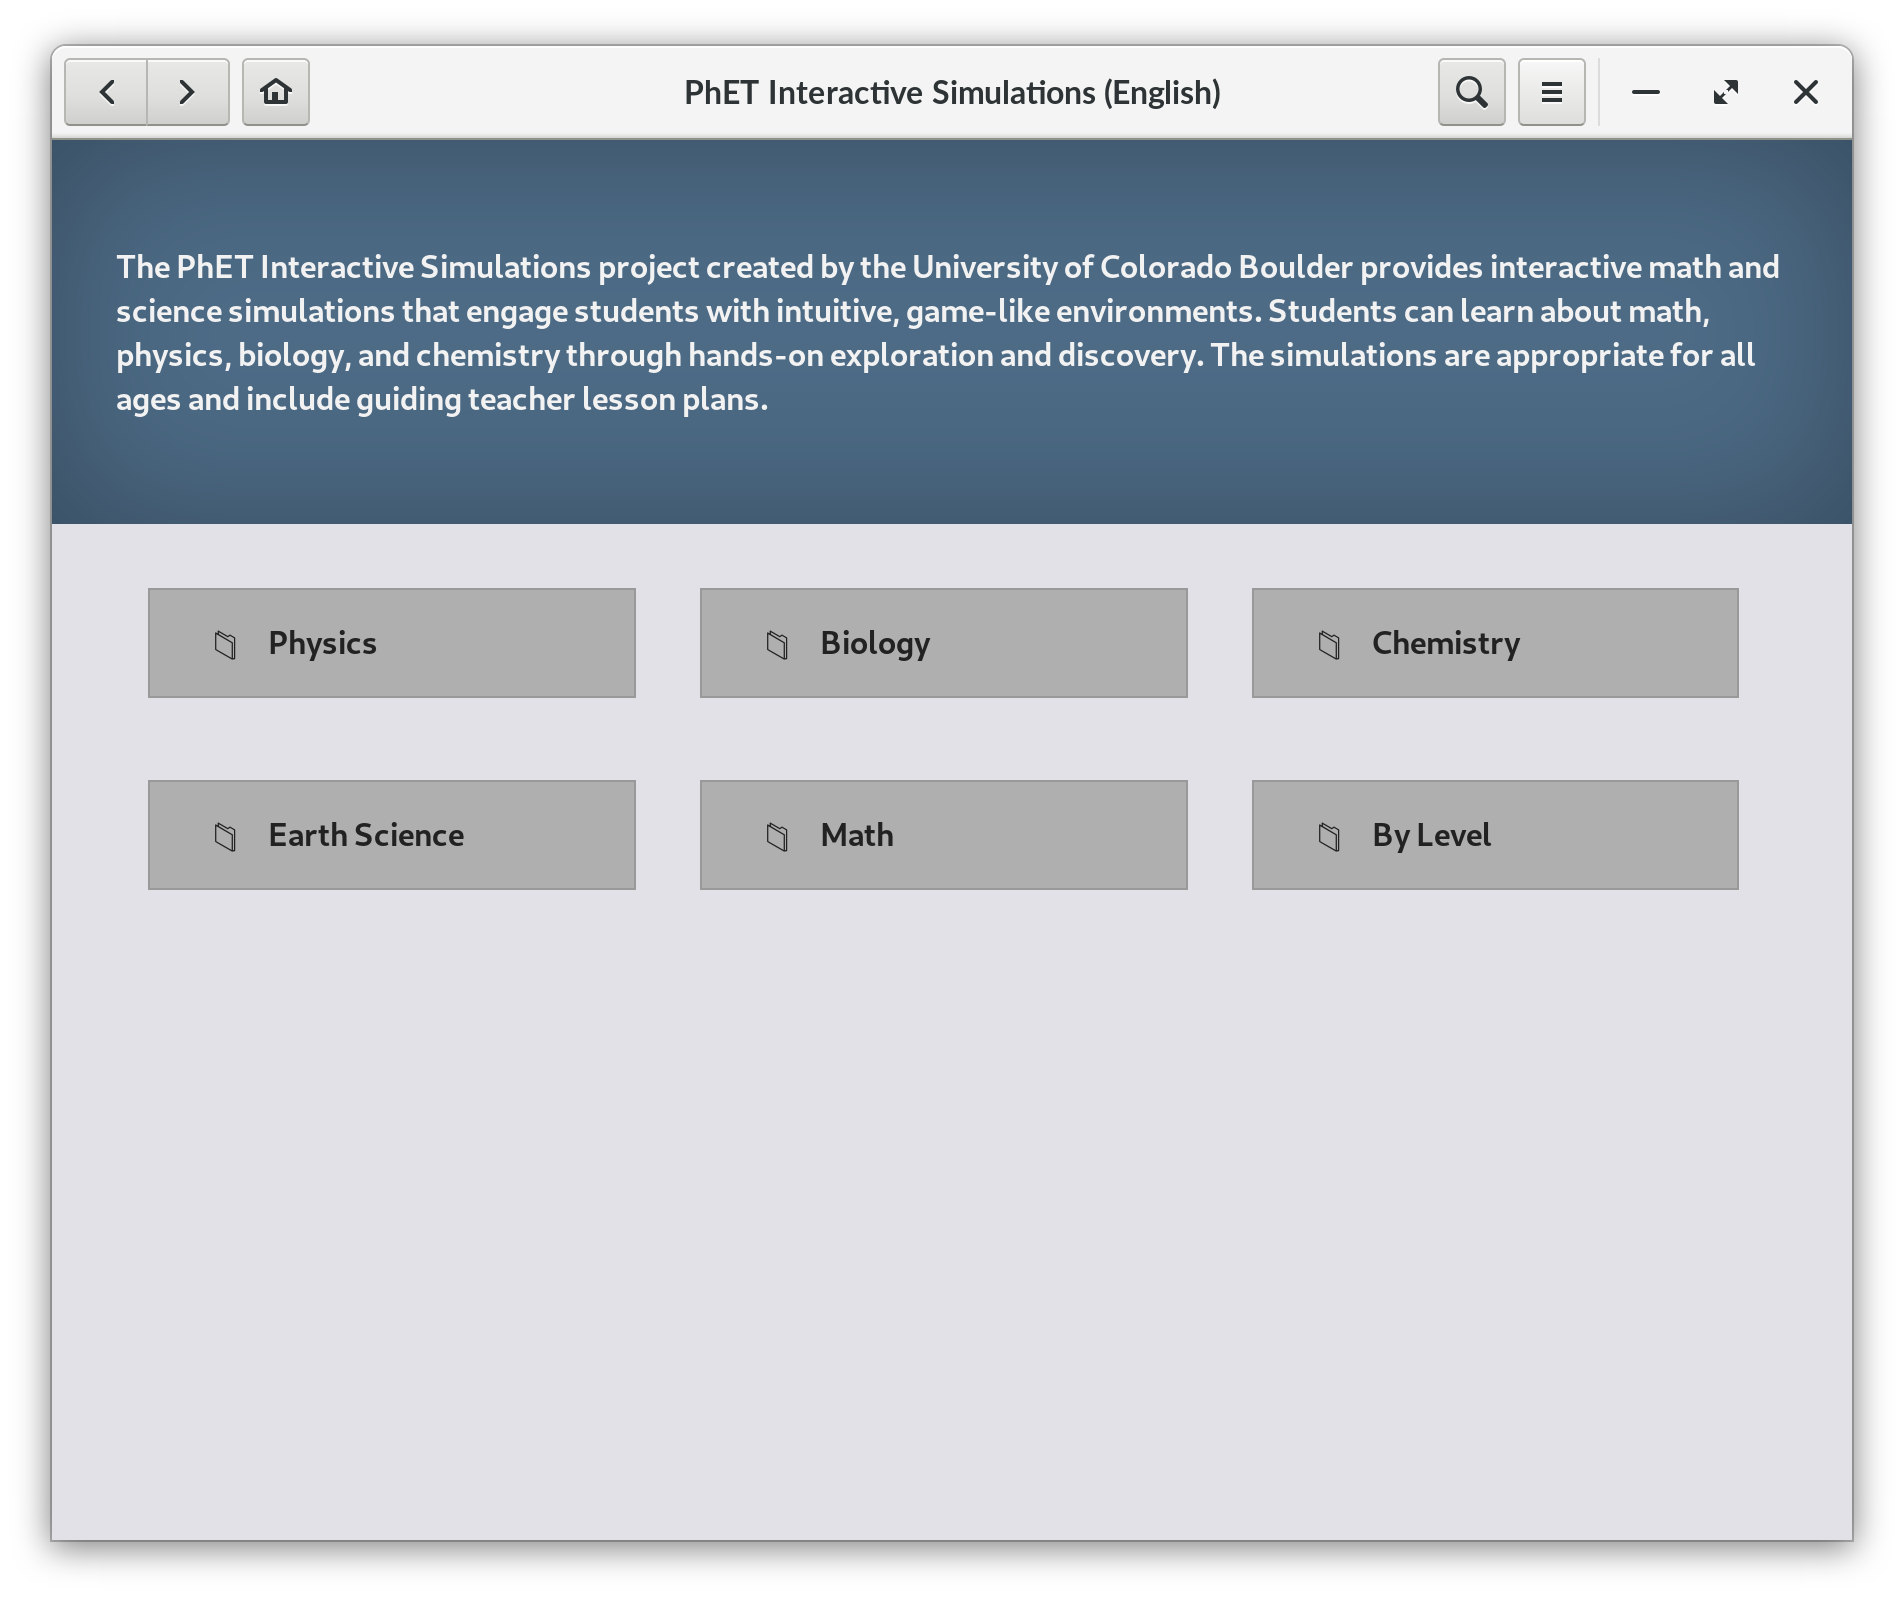 PhET Interactive Simulations (English)
The PhET Interactive Simulations project created by the University of Colorado Boulder provides interactive math and
science simulations that engage students with intuitive, game-like environments. Students can learn about math,
physics, biology, and chemistry through hands-on exploration and discovery. The simulations are appropriate for all
ages and include guiding teacher lesson plans.
Physics
Biology
Chemistry
Earth Science
Math
By Level